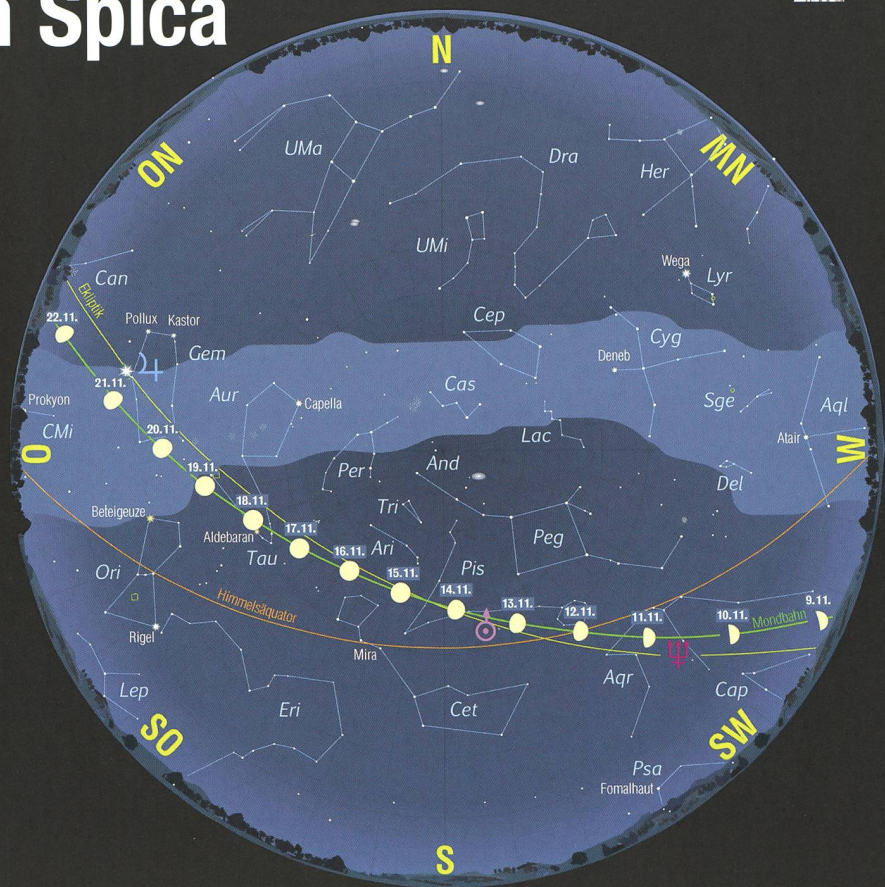 n Spica
N
NO
NW
UMa
Dra
Her
UMi
Wega
Lyr
Can
Ekliptik
22.11.
Pollux
Kastor
Cep
Cyg
Gem
Deneb
21.11.
Aur
Cas
Sge
Prokyon
Capella
Aql
CMi
20.11.
Lac
Atair
O
W
19.11.
Per
And
Del
18.11.
Tri
Beteigeuze
17.11.
Aldebaran
Peg
Tau
16.11.
Ari
Ori
15.11.
Pis
14.11.
Himmelsäquator
13.11.
12.11.
11.11.
10.11.
9.11.
Mondbahn
Rigel
Mira
Aqr
Lep
Cap
Eri
Cet
SO
SW
Psa
Fomalhaut
S